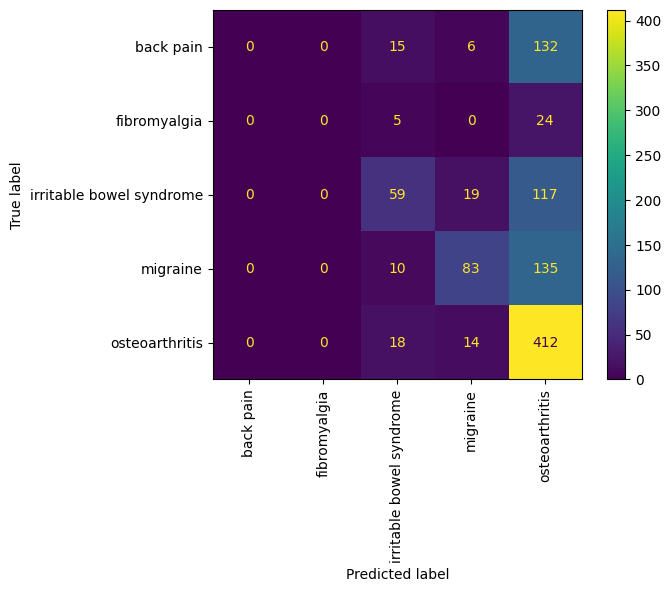 True label
back pain 0 0 15 6 132
fibromyalgia 0 0 5 0 24
irritable bowel syndrome 0 0 59 19 117
migraine 0 0 10 83 135
osteoarthritis 0 0 18 14 412
back pain
fibromyalgia
irritable bowel syndrome
migraine
osteoarthritis
Predicted label
400
350
300
250
200
150
100
50
0